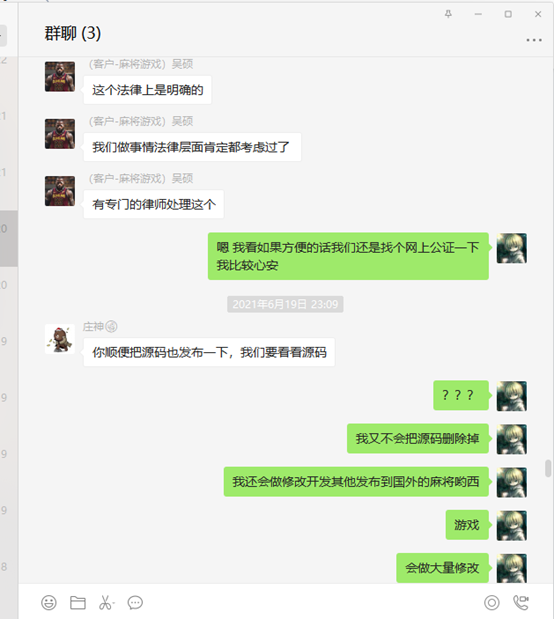 群聊 (3)
（客户-麻将游戏）吴硕
这个法律上是明确的
（客户-麻将游戏）吴硕
我们做事情法律层面肯定都考虑过了
（客户-麻将游戏）吴硕
有专门的律师处理这个
嗯 我看如果方便的话我们还是找个网上公证一下
我比较心安
2021年6月19日 23:09
庄神
你顺便把源码也发布一下，我们要看看源码
？？？
我又不会把源码删除掉
我还会做修改开发其他发布到国外的麻将哟西
游戏
会做大量修改